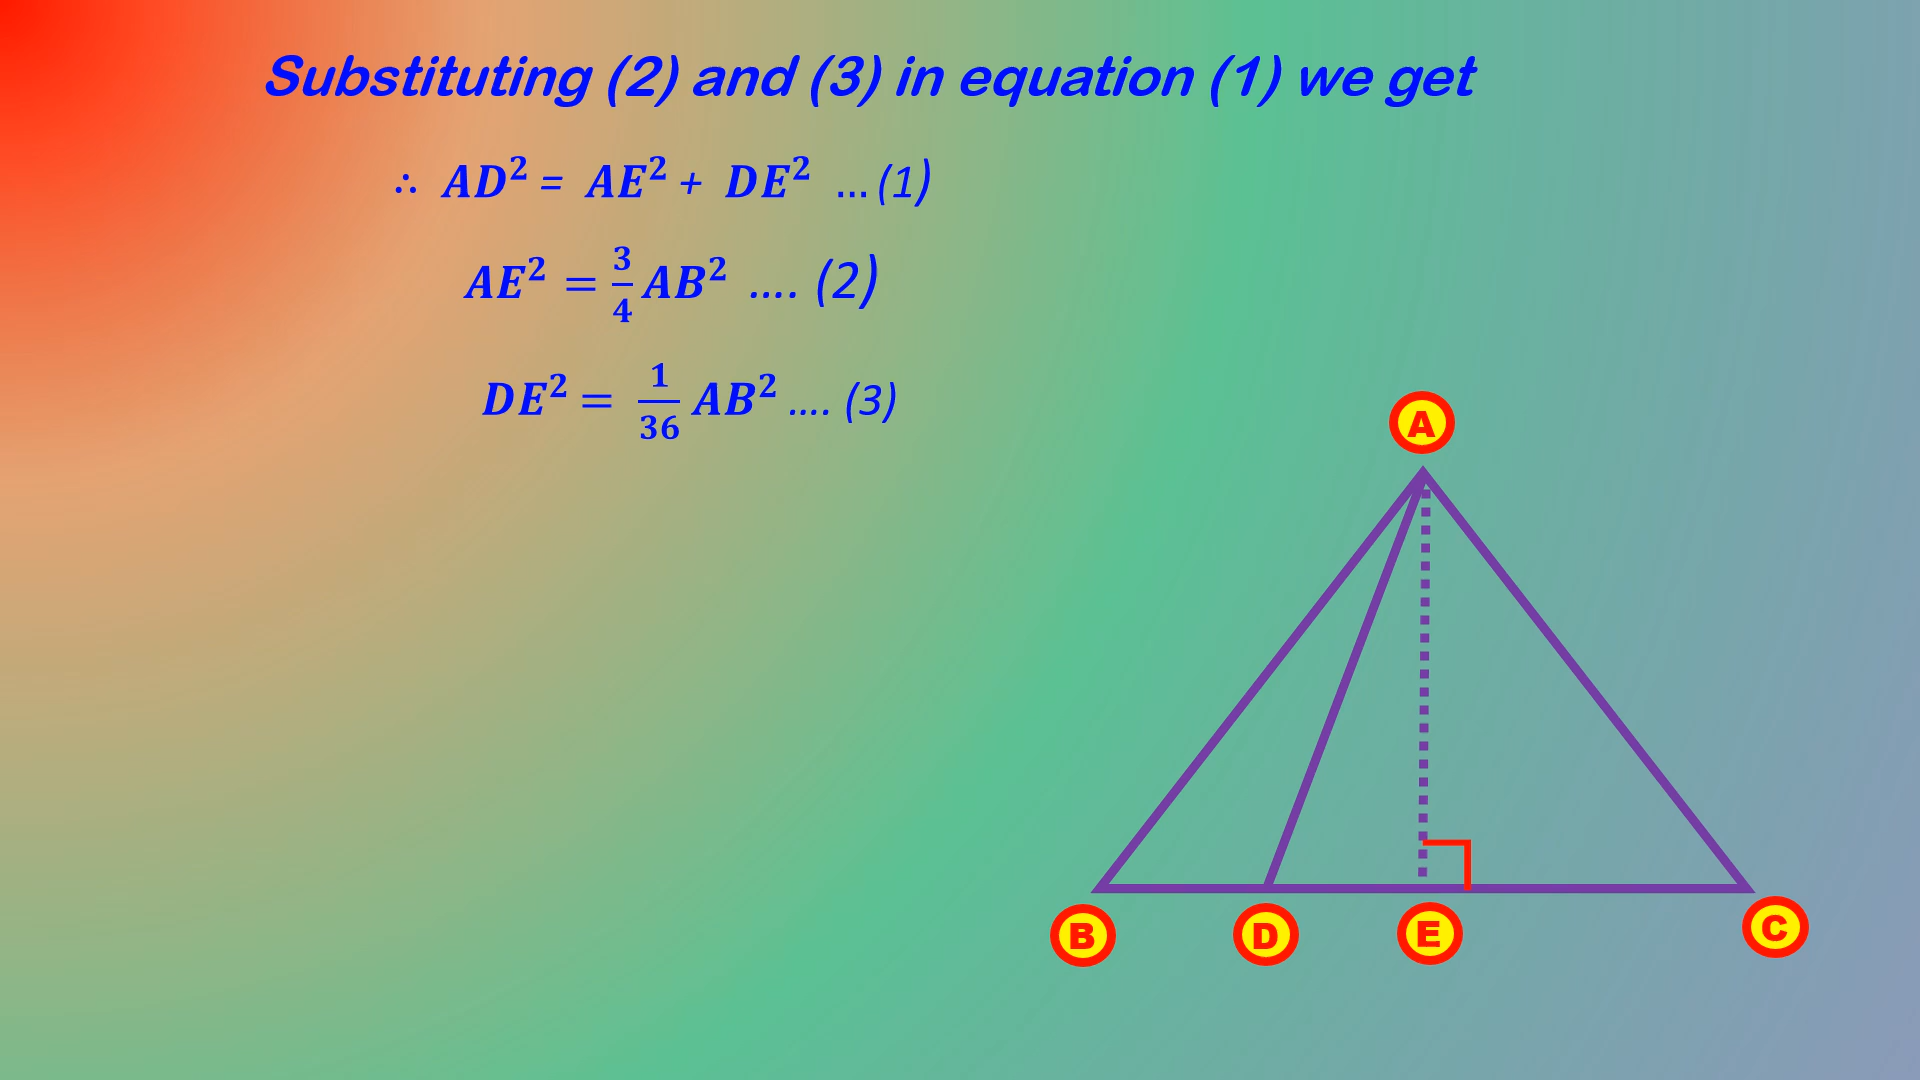 Substituting (2) and (3) in equation (1) we get
∴ AD² = AE² + DE² ... (1)
AE² = 3/4 AB² .... (2)
DE² = 1/36 AB² .... (3)
A
B
D
E
C